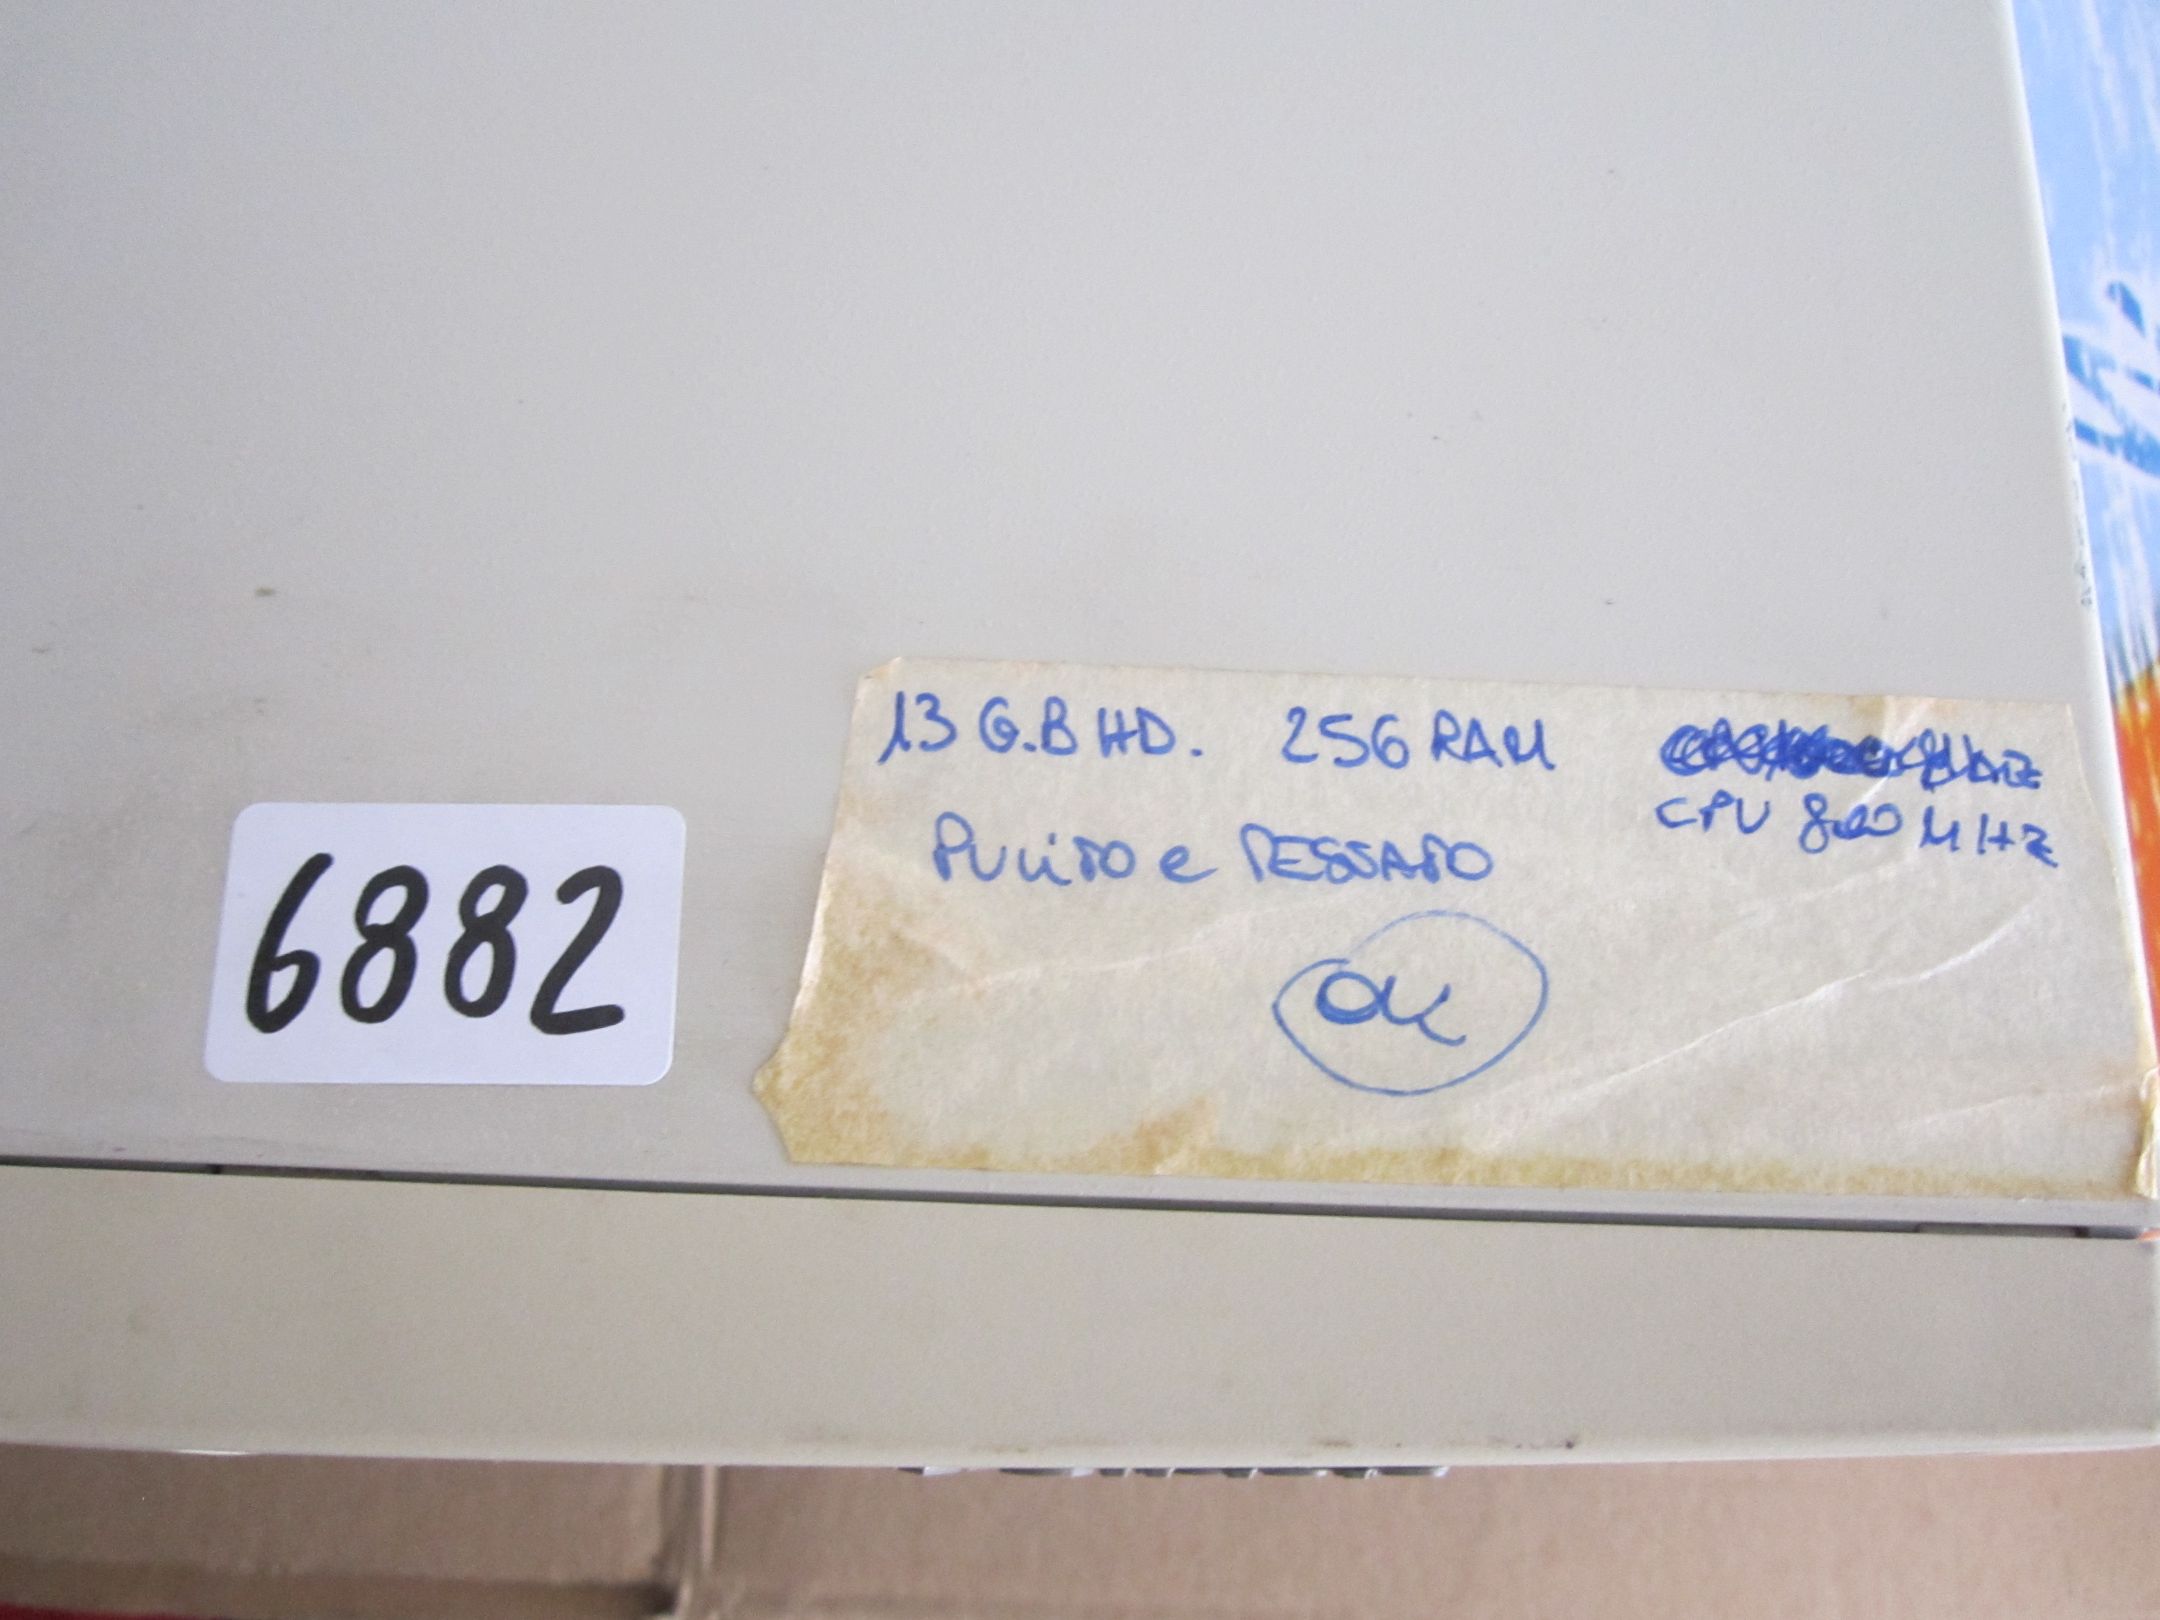 13 G.B HD. 256 RAM
CPU 800 MHz
PULITO e TESSATO
OK
6882